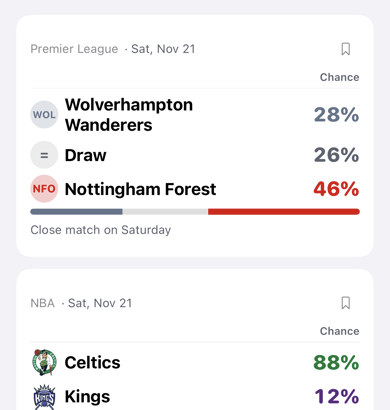 Premier League · Sat, Nov 21
Chance
WOL Wolverhampton
Wanderers 28%
= Draw 26%
NFO Nottingham Forest 46%
Close match on Saturday
NBA · Sat, Nov 21
Chance
Celtics 88%
Kings 12%